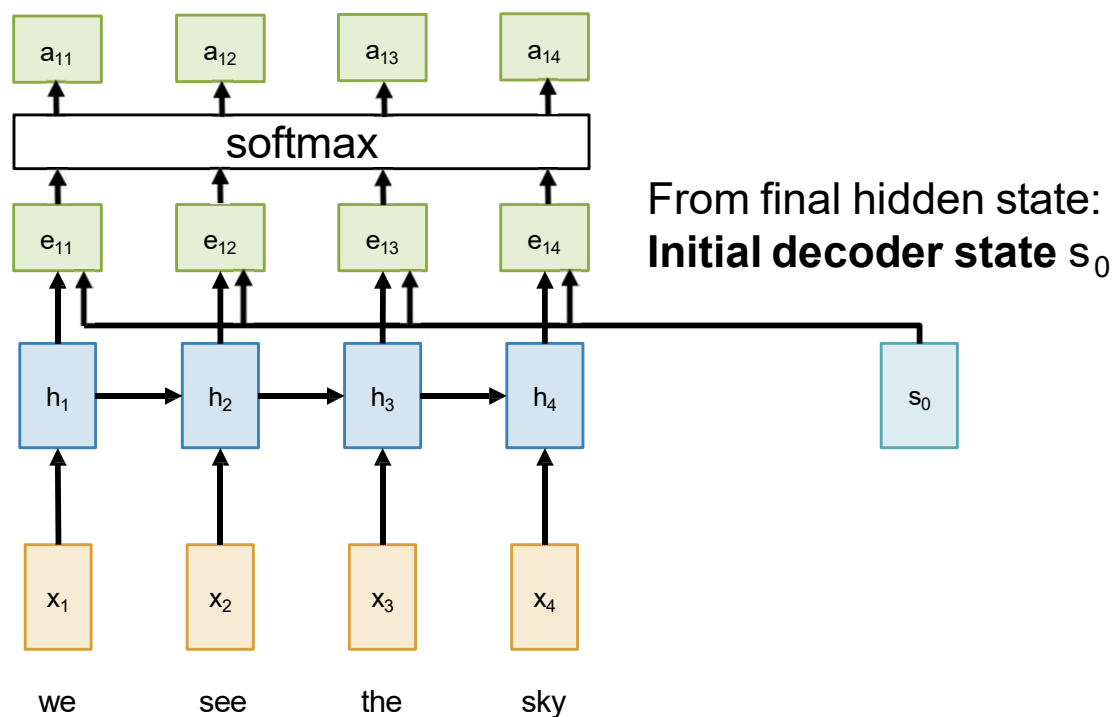 a₁₁ a₁₂ a₁₃ a₁₄
softmax
e₁₁ e₁₂ e₁₃ e₁₄
From final hidden state:
Initial decoder state s₀
h₁ h₂ h₃ h₄ s₀
x₁ x₂ x₃ x₄
we see the sky